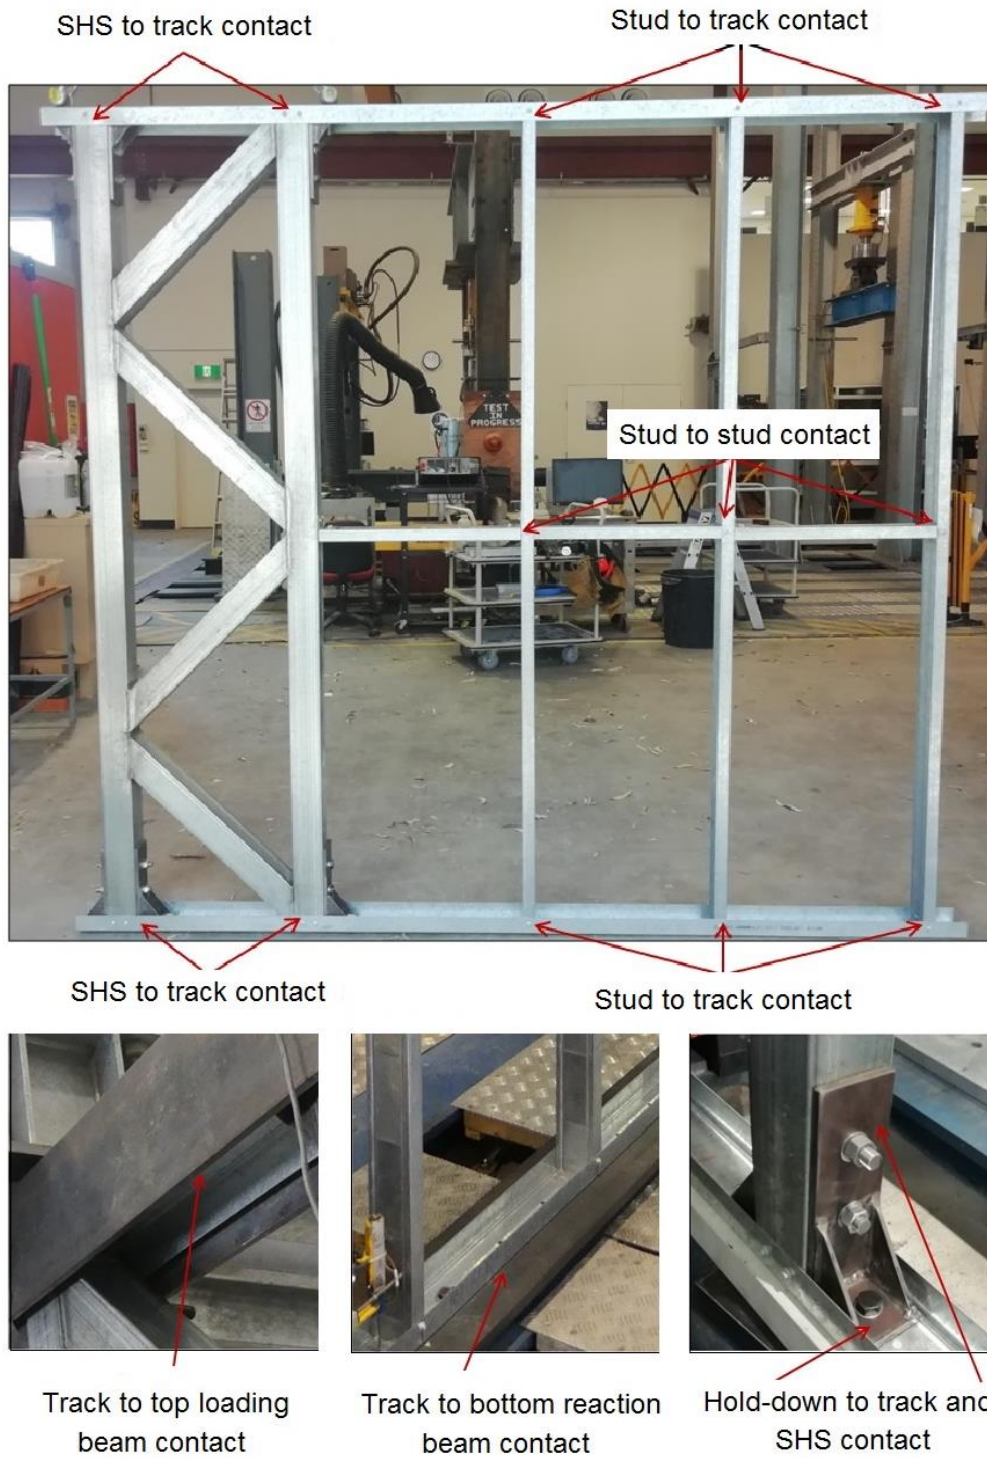 SHS to track contact
Stud to track contact
TEST
IN
PROGRESS
Stud to stud contact
SHS to track contact
Stud to track contact
Track to top loading
beam contact
Track to bottom reaction
beam contact
Hold-down to track and
SHS contact